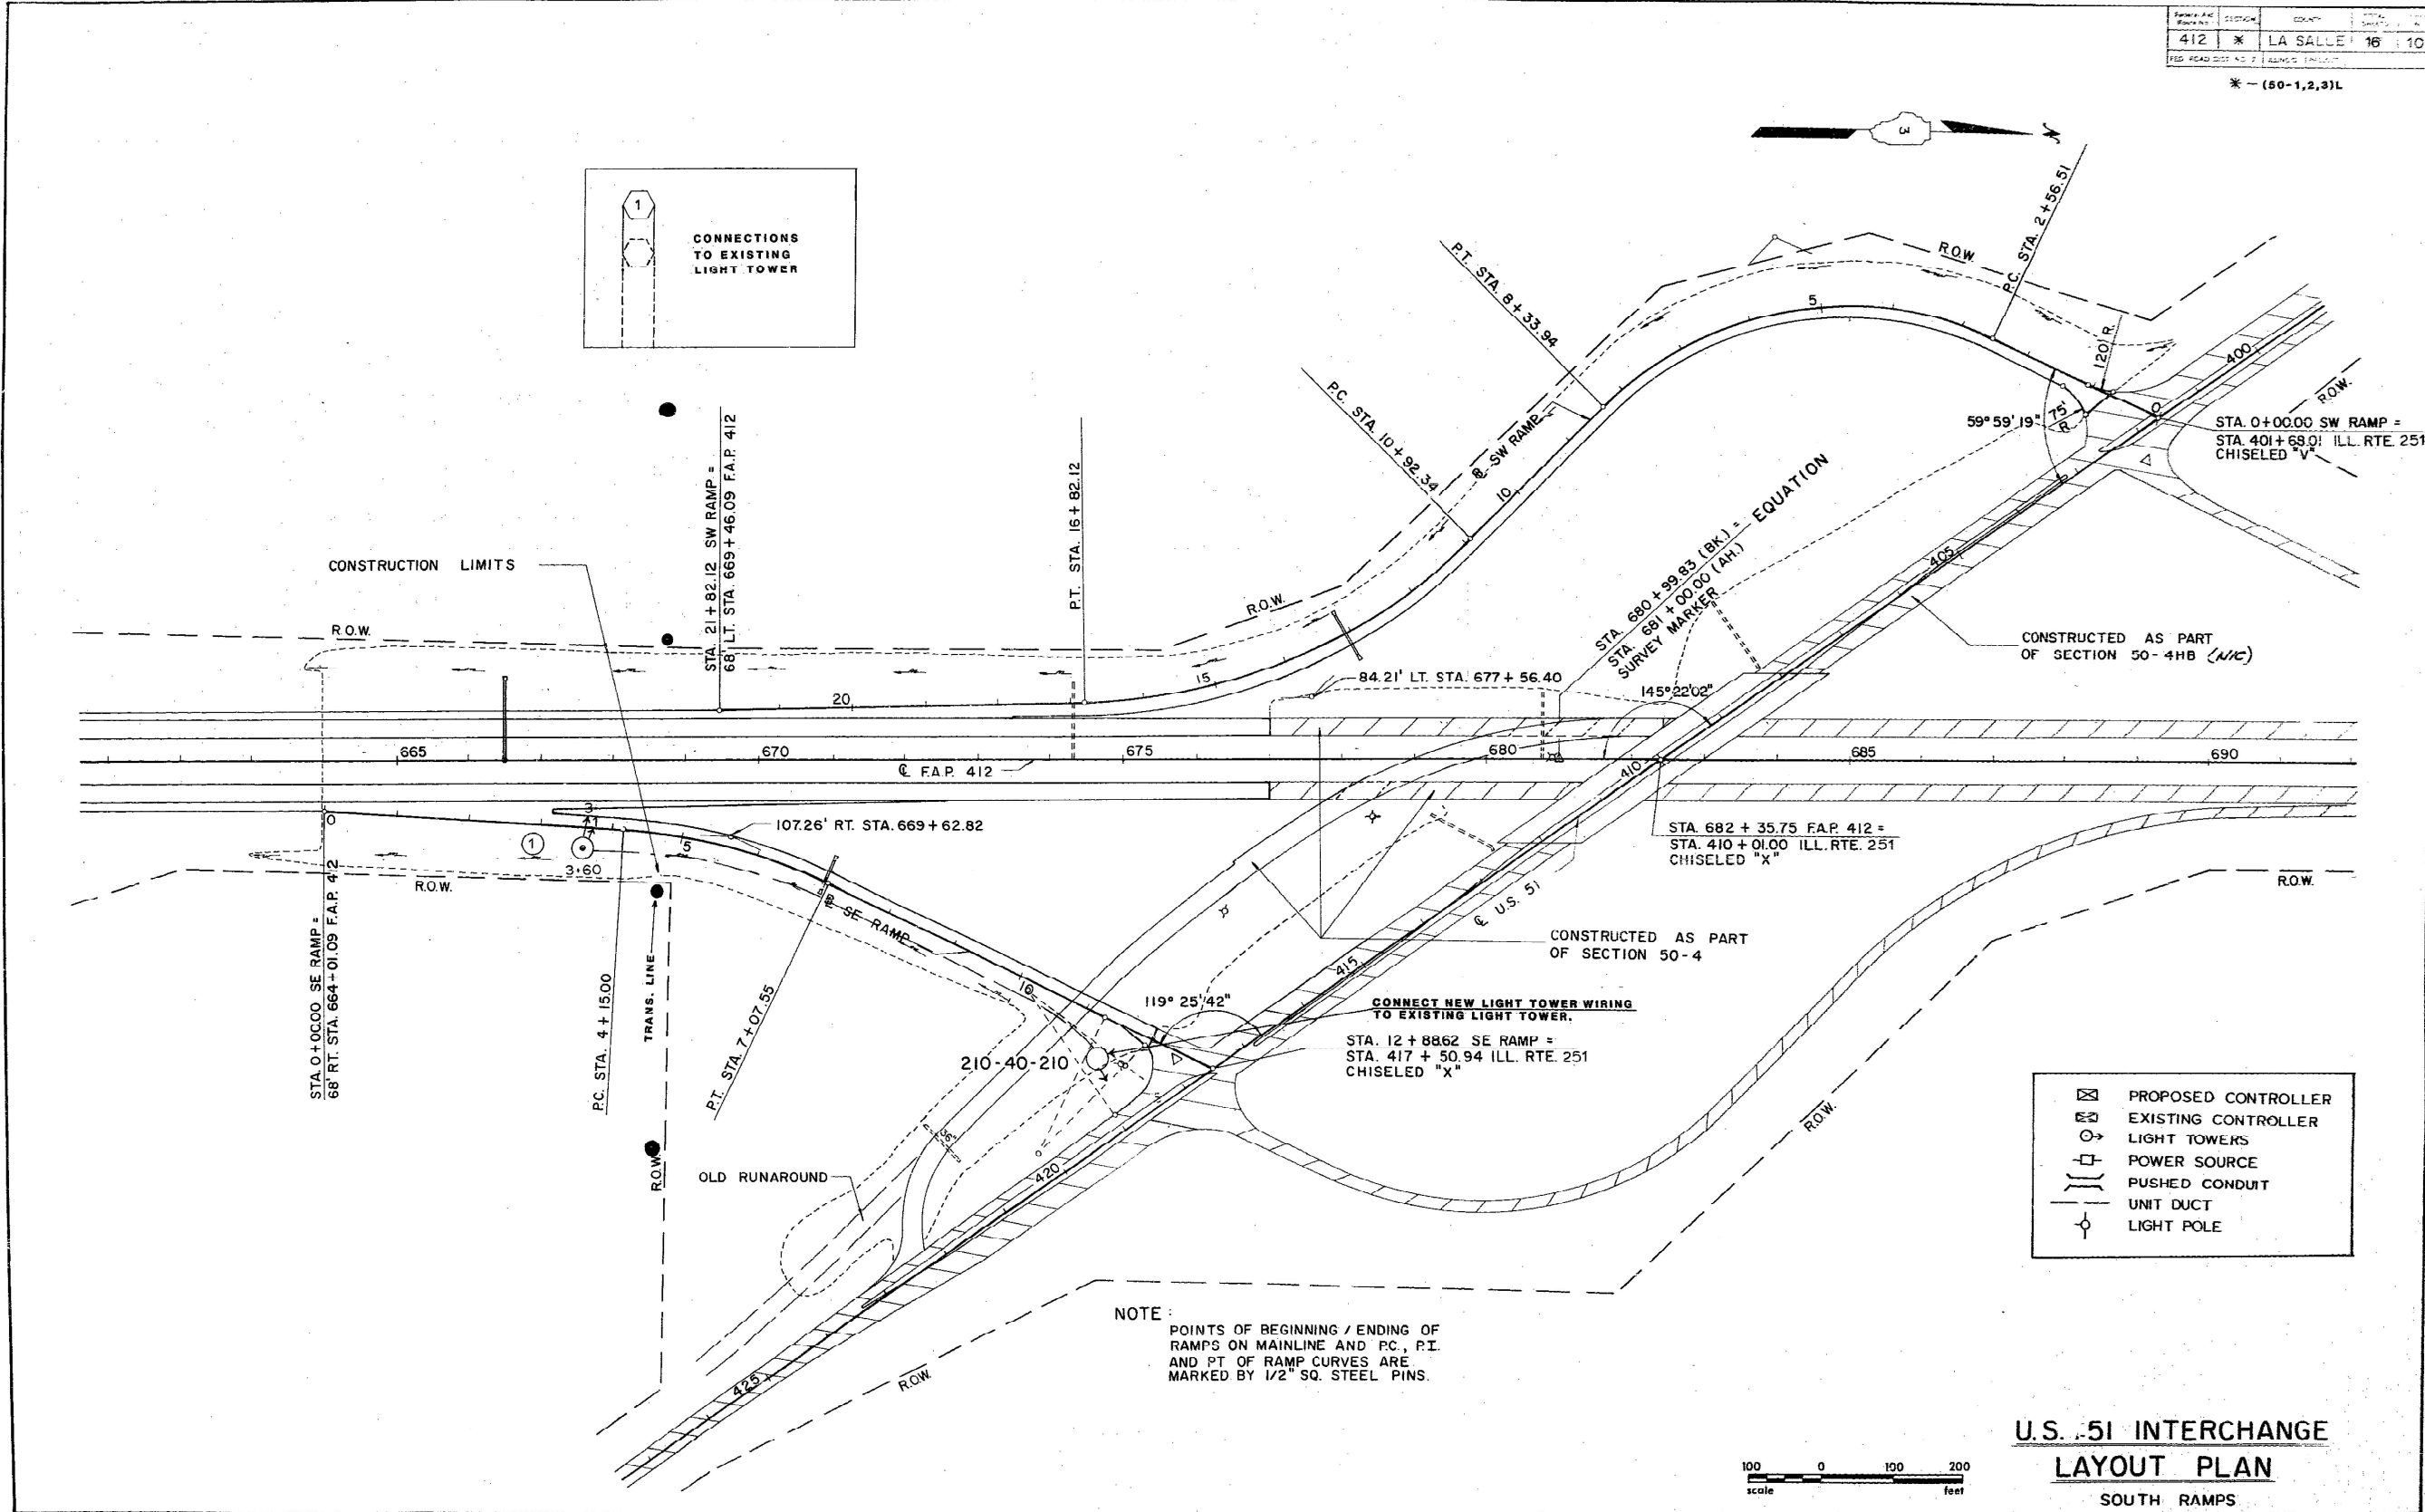 SECTION
COUNTY
412 * LA SALLE 16 10
* - (50-1,2,3)L
3
N
1
CONNECTIONS
TO EXISTING
LIGHT TOWER
P.C. STA. 2+56.51
R.O.W.
P.T. STA. 8+33.94
5
120' R.
400
R.O.W.
P.C. STA. 10+92.34
SW RAMP
10
59° 59' 19"
75'
R
0
STA. 0+00.00 SW RAMP =
STA. 401+68.01 ILL. RTE. 251
CHISELED "V"
STA. 21+82.12 SW RAMP =
68' LT. STA. 669+46.09 F.A.P. 412
P.T. STA. 16+82.12
EQUATION
STA. 680+99.83 (BK.) =
STA. 681+00.00 (AH.)
SURVEY MARKER
405
CONSTRUCTION LIMITS
R.O.W.
R.O.W.
CONSTRUCTED AS PART
OF SECTION 50-4HB (N/C)
15
84.21' LT. STA. 677+56.40
145°22'02"
20
665
670
675
680
685
690
℄ F.A.P. 412
410
0
3
1
1
5
107.26' RT. STA. 669+62.82
3-60
R.O.W.
STA. 682+35.75 F.A.P. 412 =
STA. 410+01.00 ILL. RTE. 251
CHISELED "X"
R.O.W.
℄ U.S. 51
SE RAMP
CONSTRUCTED AS PART
OF SECTION 50-4
STA. 0+00.00 SE RAMP =
68' RT. STA. 664+01.09 F.A.P. 412
P.C. STA. 4+15.00
TRANS. LINE
P.T. STA. 7+07.55
10
415
119° 25' 42"
CONNECT NEW LIGHT TOWER WIRING
TO EXISTING LIGHT TOWER.
STA. 12+88.62 SE RAMP =
STA. 417+50.94 ILL. RTE. 251
CHISELED "X"
210-40-210
36"
420
R.O.W.
OLD RUNAROUND
R.O.W.
PROPOSED CONTROLLER
EXISTING CONTROLLER
LIGHT TOWERS
POWER SOURCE
PUSHED CONDUIT
UNIT DUCT
LIGHT POLE
NOTE:
POINTS OF BEGINNING / ENDING OF
RAMPS ON MAINLINE AND P.C., P.I.
AND PT OF RAMP CURVES ARE
MARKED BY 1/2" SQ. STEEL PINS.
425
R.O.W.
100 0 100 200
scale feet
U.S. 51 INTERCHANGE
LAYOUT PLAN
SOUTH RAMPS